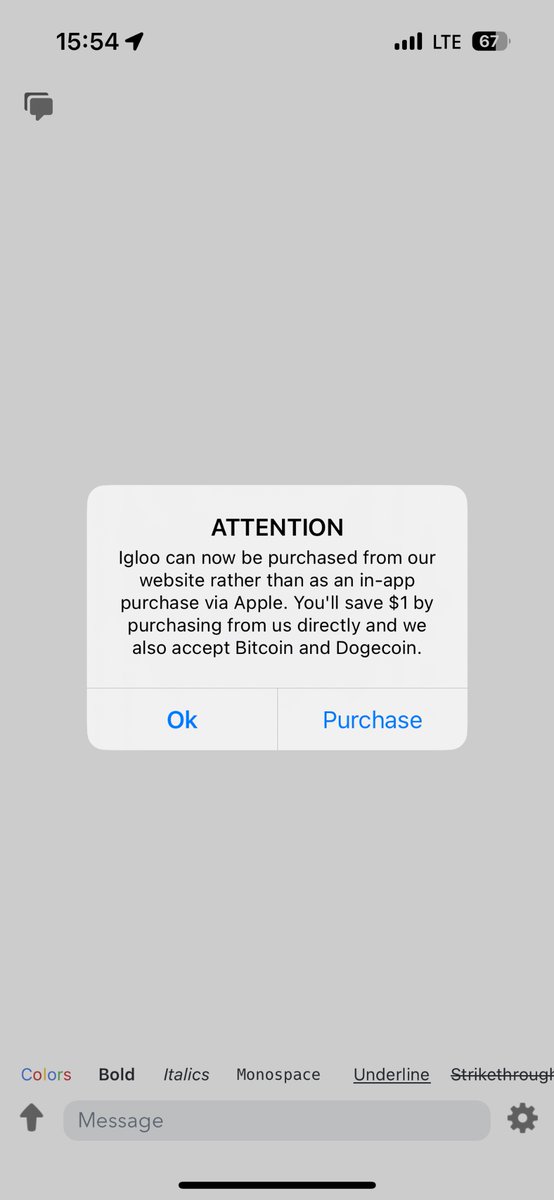 15:54 LTE 67
ATTENTION
Igloo can now be purchased from our
website rather than as an in-app
purchase via Apple. You'll save $1 by
purchasing from us directly and we
also accept Bitcoin and Dogecoin.
Ok Purchase
Colors Bold Italics Monospace Underline Strikethrough
Message